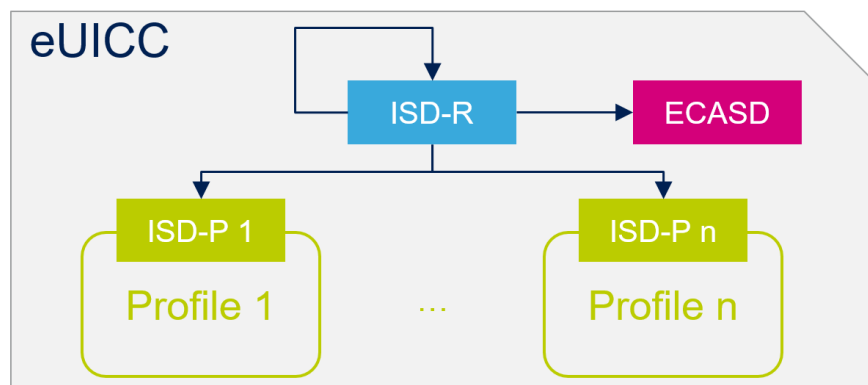 eUICC
ISD-R
ECASD
ISD-P 1
ISD-P n
Profile 1
...
Profile n